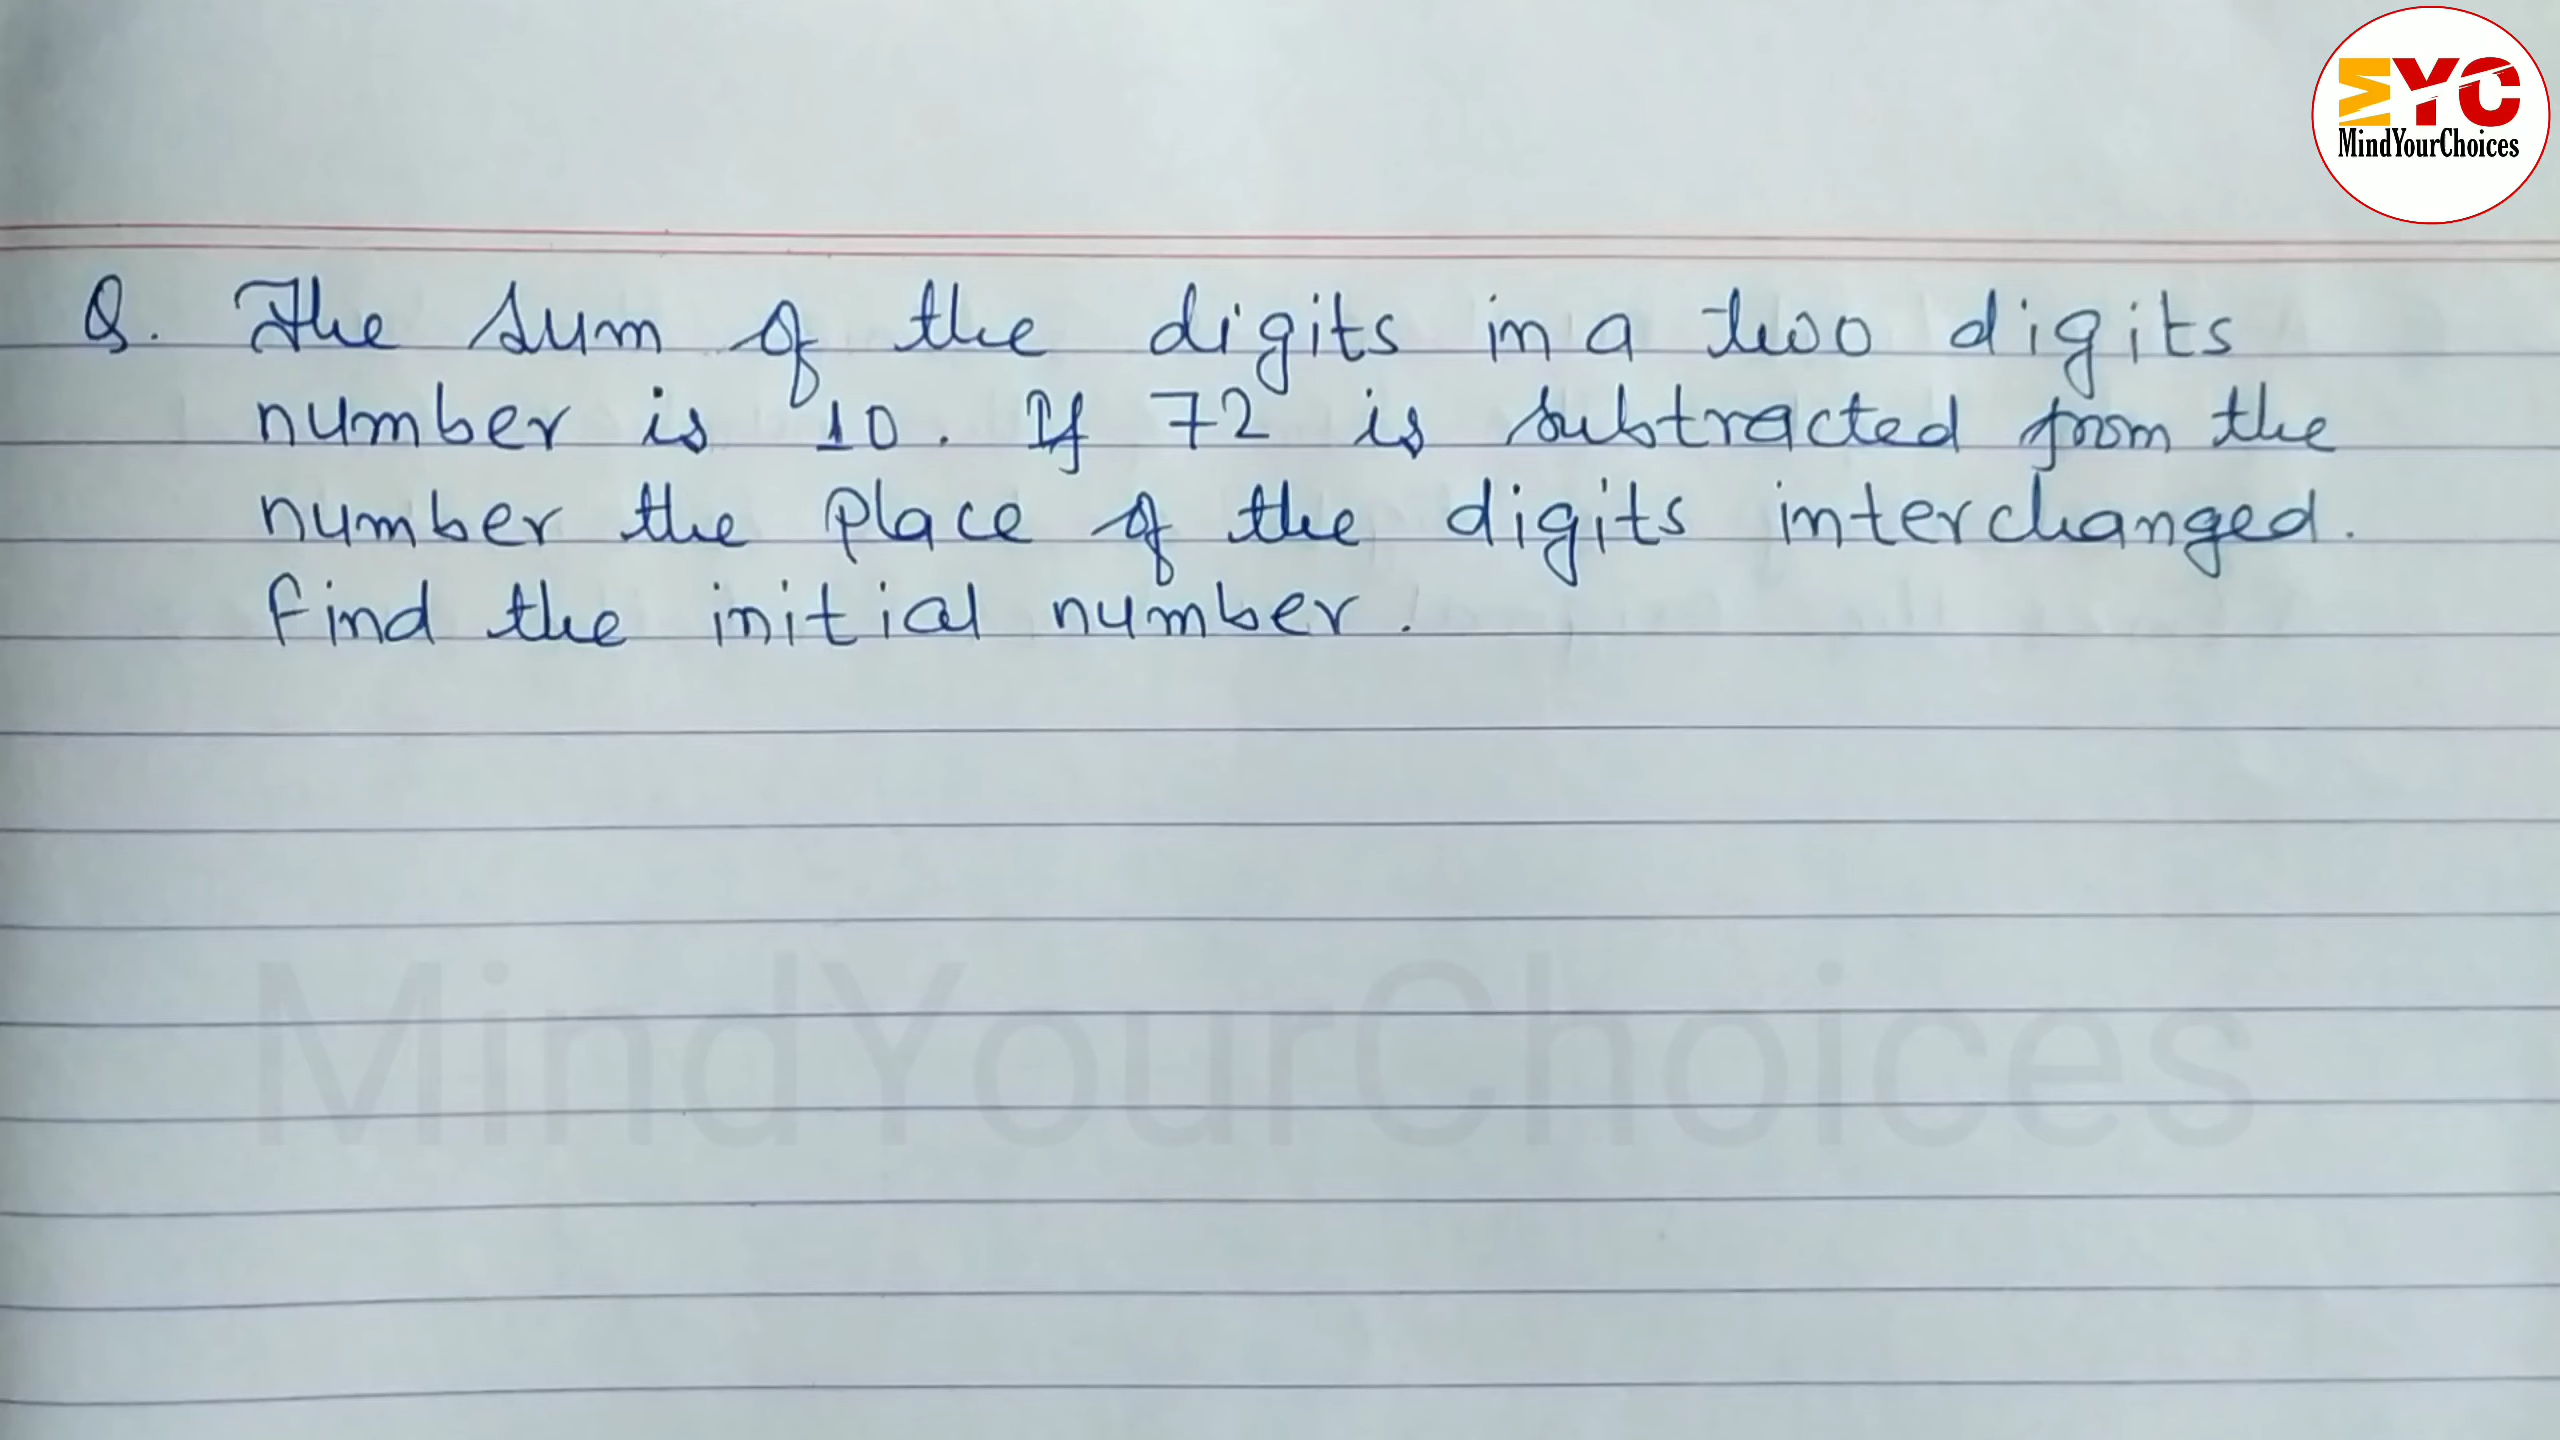 MYC
MindYourChoices
Q. The sum of the digits in a two digits
number is 10. If 72 is subtracted from the
number the place of the digits interchanged.
Find the initial number.
MindYourChoices